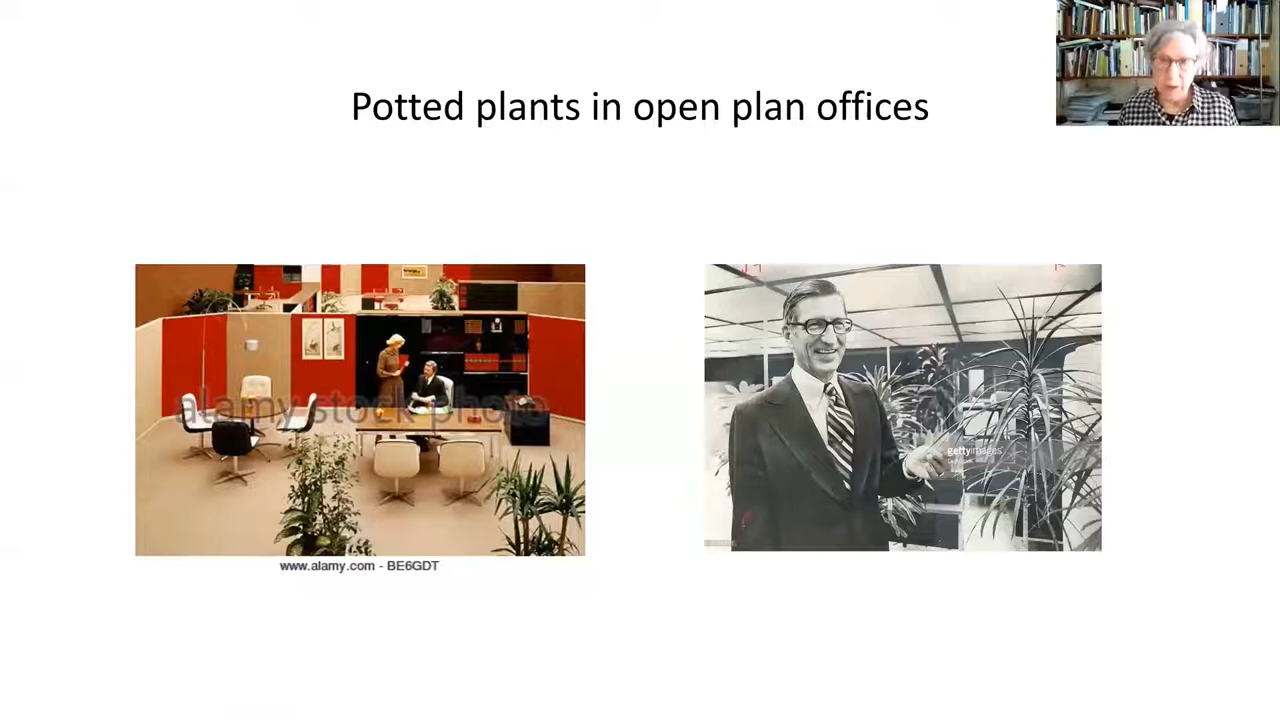 Potted plants in open plan offices
alamy stock photo
gettyimages
www.alamy.com - BE6GDT